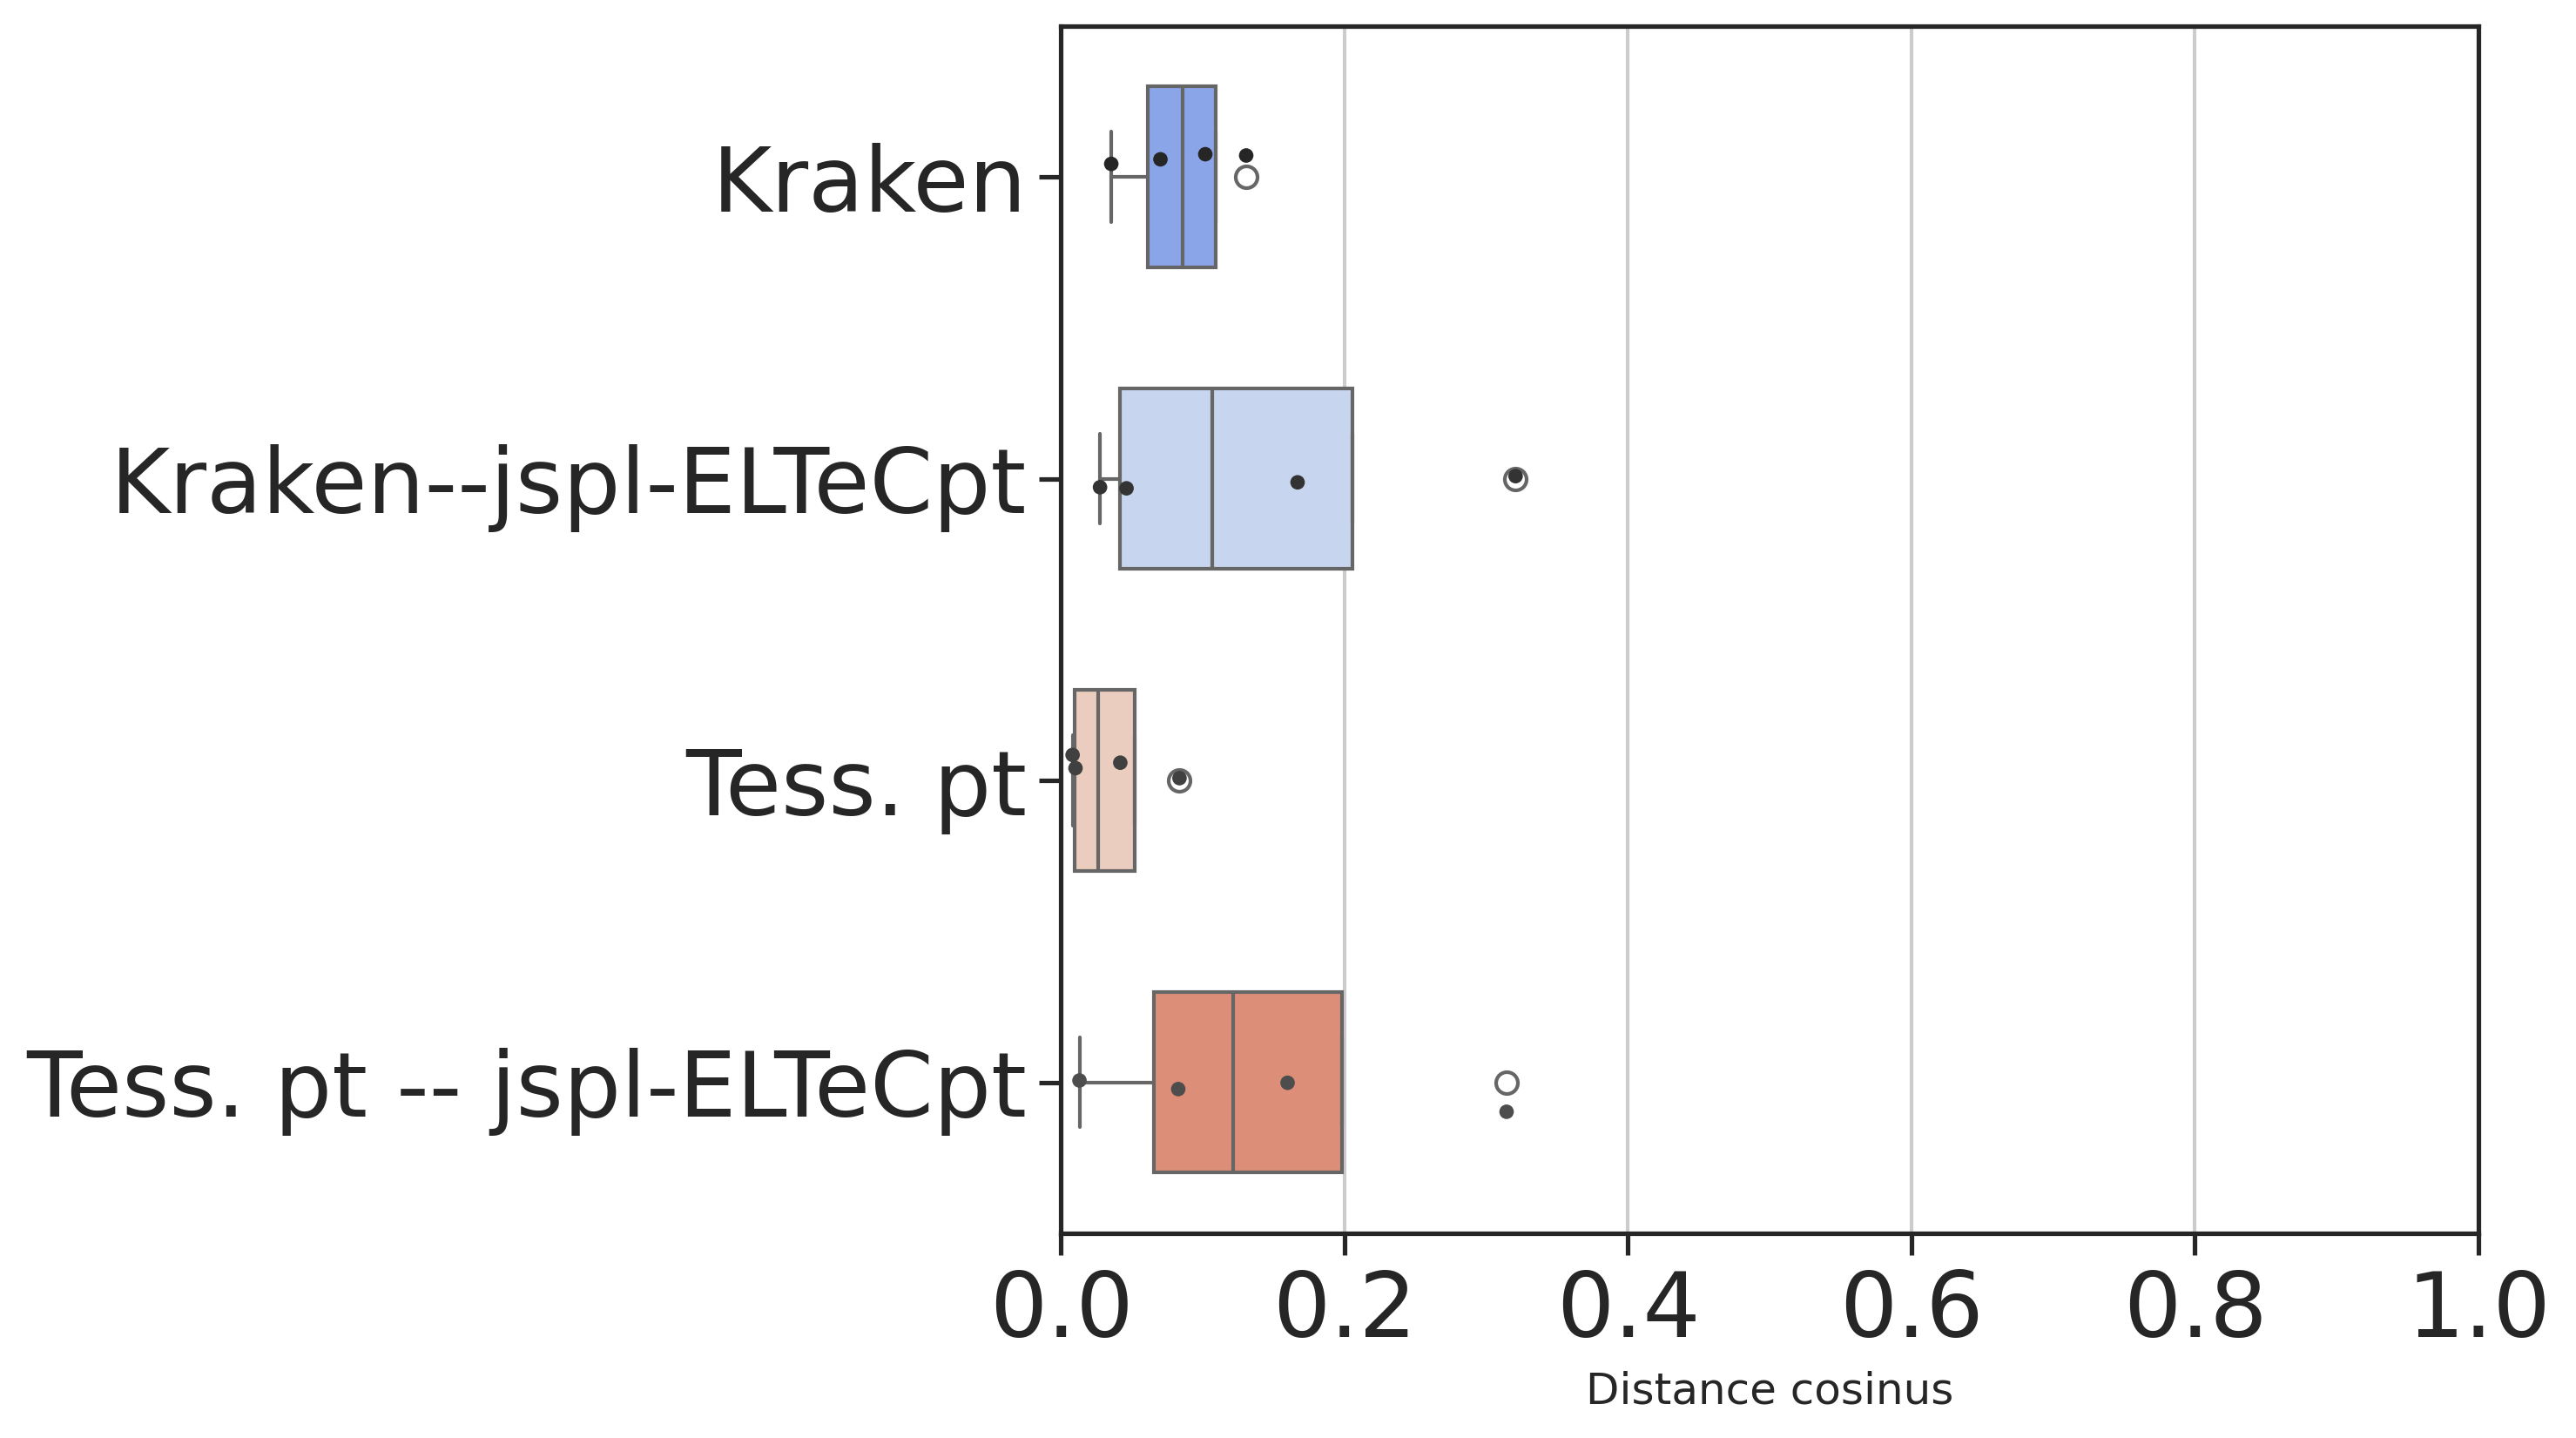 Kraken
Kraken--jspl-ELTeCpt
Tess. pt
Tess. pt -- jspl-ELTeCpt
0.0 0.2 0.4 0.6 0.8 1.0
Distance cosinus